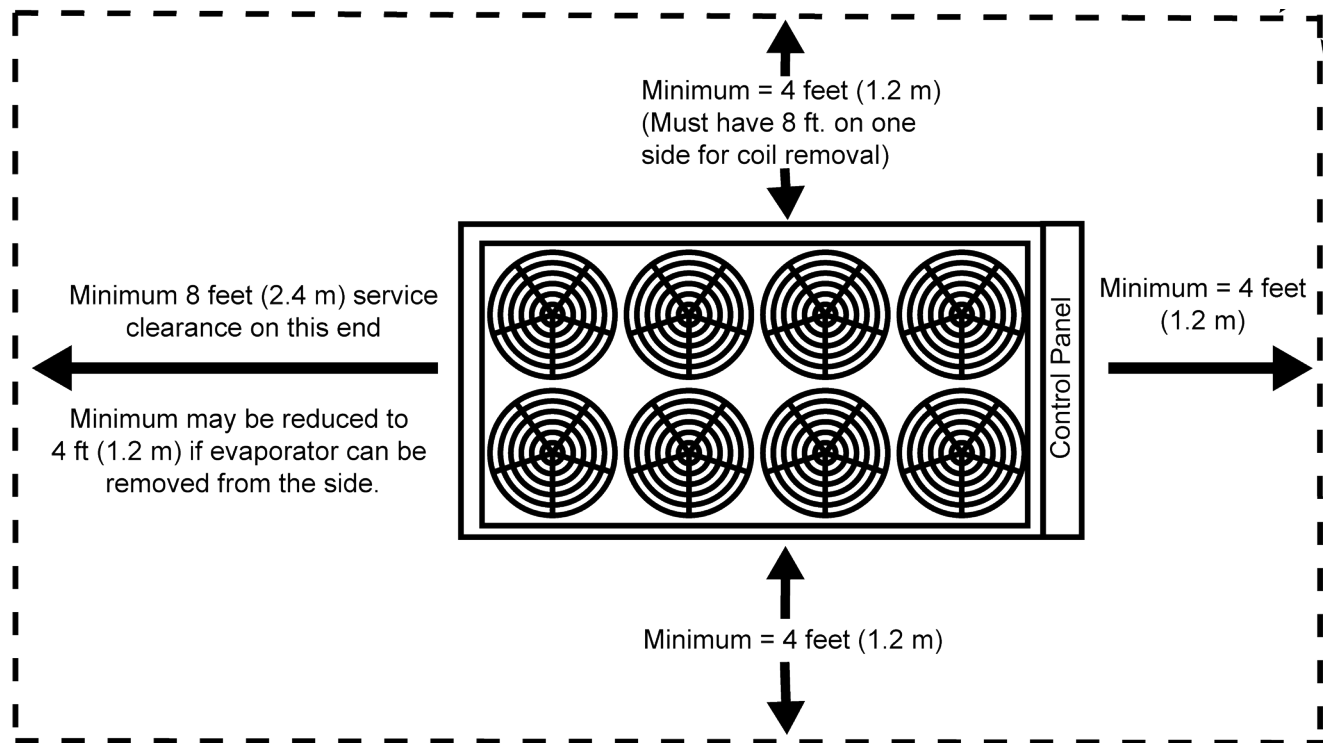 Minimum = 4 feet (1.2 m)
(Must have 8 ft. on one
side for coil removal)
Minimum 8 feet (2.4 m) service
clearance on this end
Minimum may be reduced to
4 ft (1.2 m) if evaporator can be
removed from the side.
Control Panel
Minimum = 4 feet
(1.2 m)
Minimum = 4 feet (1.2 m)